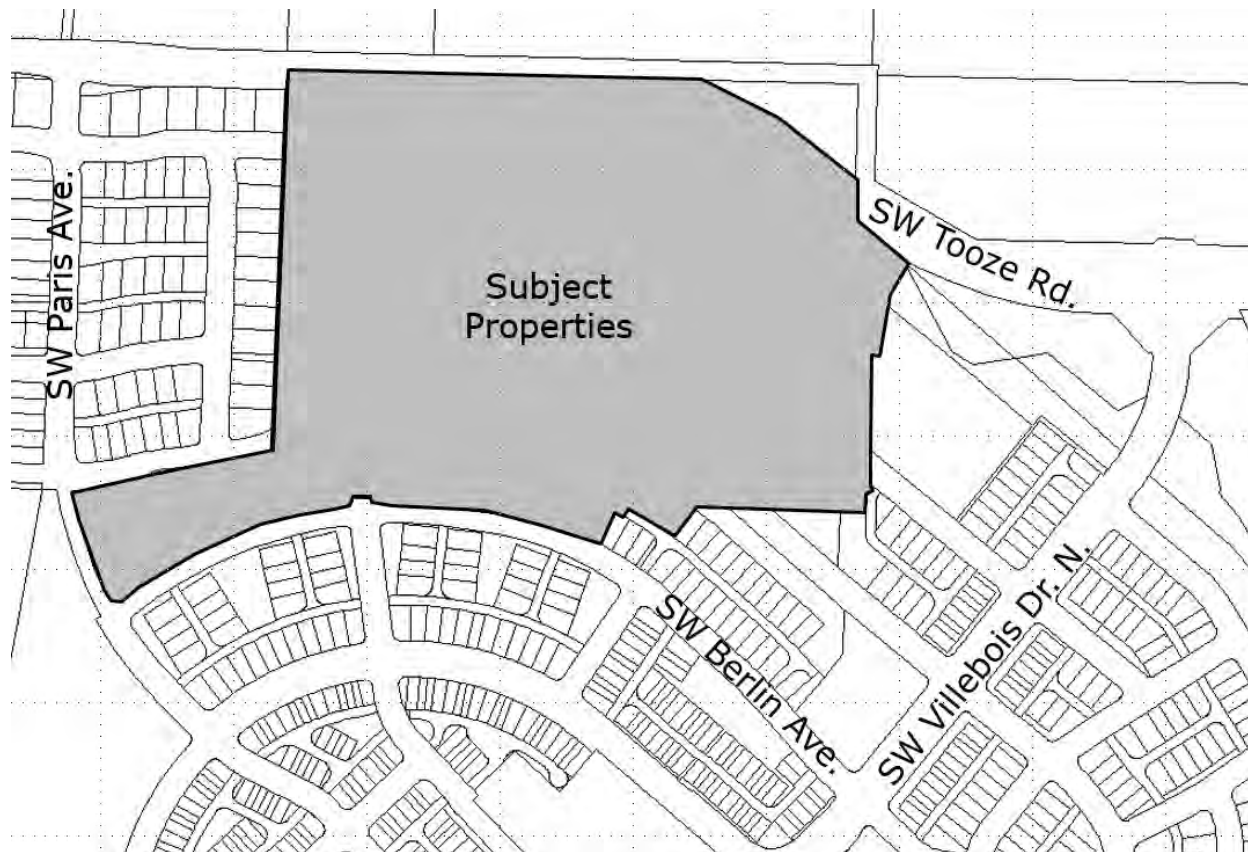 SW Paris Ave.
Subject
Properties
SW Tooze Rd.
SW Berlin Ave.
SW Villebois Dr. N.